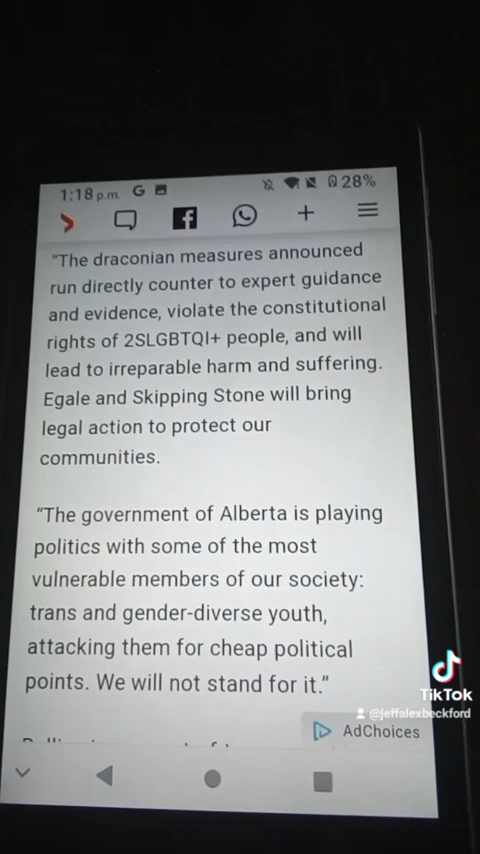 1:18 p.m. G 28%
"The draconian measures announced
run directly counter to expert guidance
and evidence, violate the constitutional
rights of 2SLGBTQI+ people, and will
lead to irreparable harm and suffering.
Egale and Skipping Stone will bring
legal action to protect our
communities.
"The government of Alberta is playing
politics with some of the most
vulnerable members of our society:
trans and gender-diverse youth,
attacking them for cheap political
points. We will not stand for it."
TikTok
@jeffalexbeckford
AdChoices